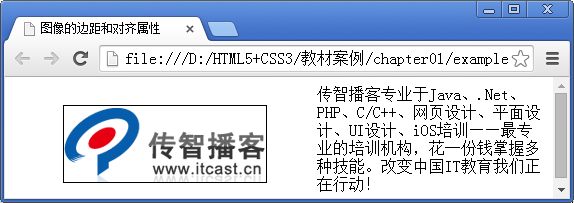 图像的边距和对齐属性
file:///D:/HTML5+CSS3/教材案例/chapter01/example
传智播客
www.itcast.cn
传智播客专业于Java、.Net、
PHP、C/C++、网页设计、平面设
计、UI设计、iOS培训——最专
业的培训机构，花一份钱掌握多
种技能。改变中国IT教育我们正
在行动！